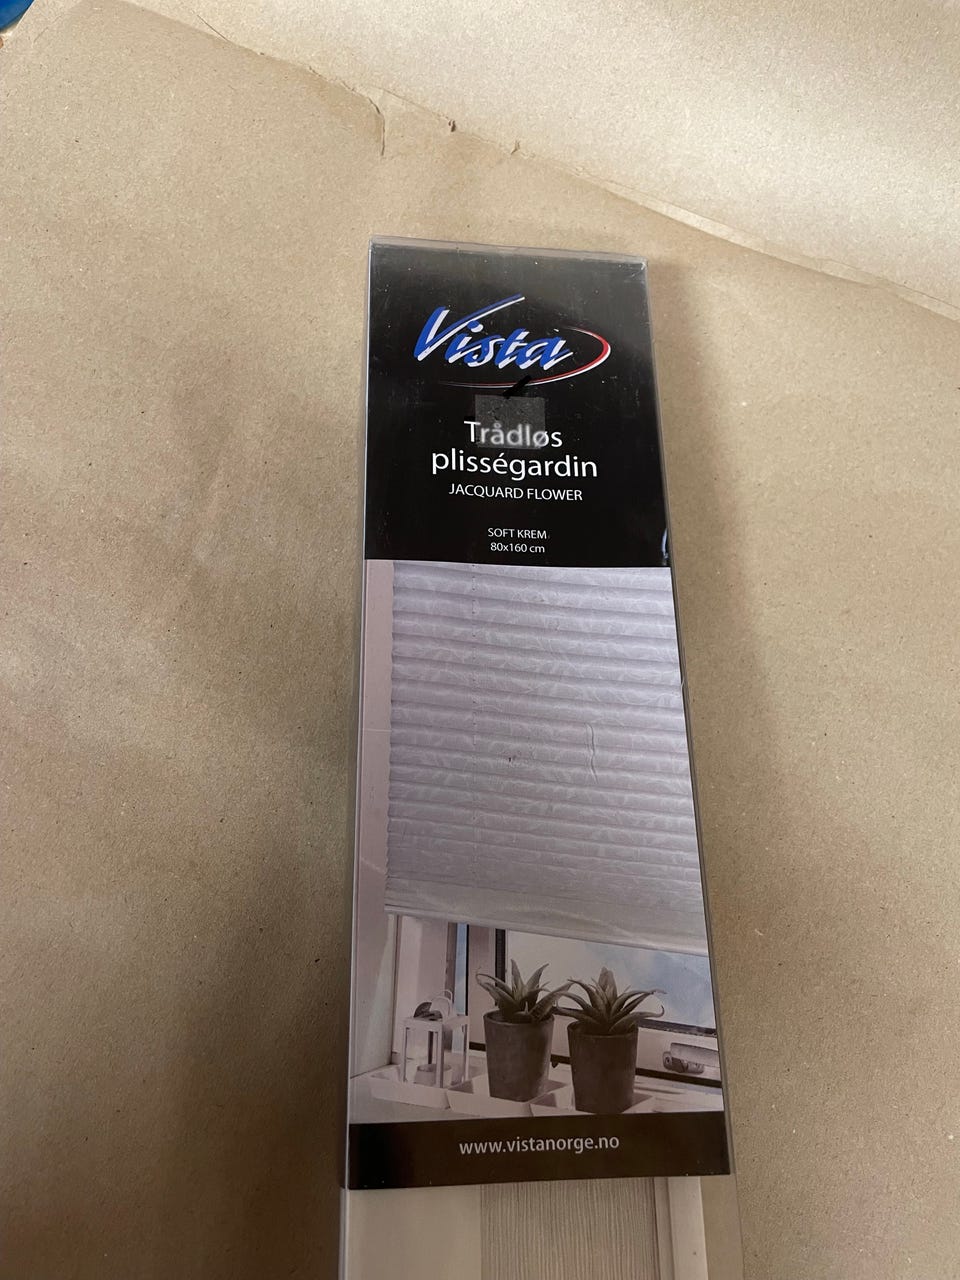 Vista
Trådløs
plisségardin
JACQUARD FLOWER
SOFT KREM
80x160 cm
www.vistanorge.no